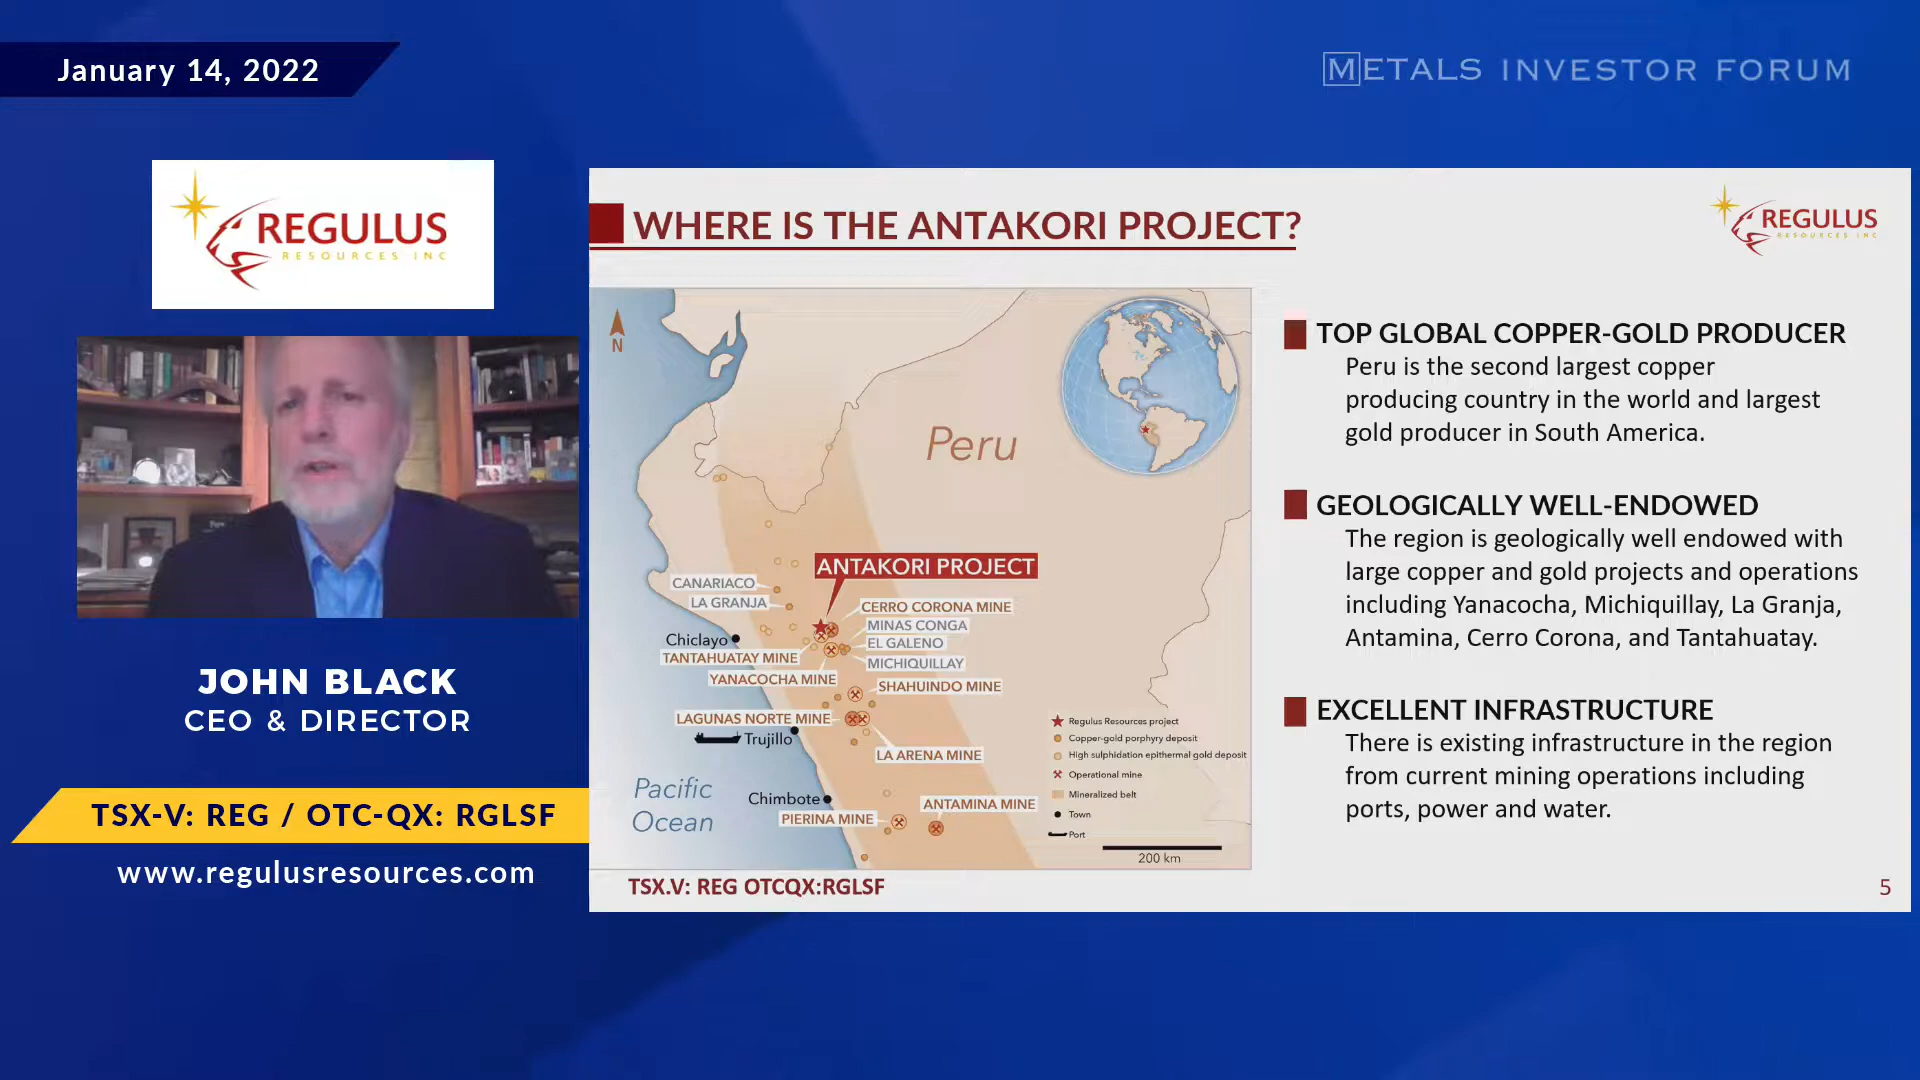 January 14, 2022
METALS INVESTOR FORUM
REGULUS
RESOURCES INC
JOHN BLACK
CEO & DIRECTOR
TSX-V: REG / OTC-QX: RGLSF
www.regulusresources.com
WHERE IS THE ANTAKORI PROJECT?
REGULUS
RESOURCES INC
N
Peru
ANTAKORI PROJECT
CANARIACO
LA GRANJA
CERRO CORONA MINE
MINAS CONGA
Chiclayo
EL GALENO
TANTAHUATAY MINE
MICHIQUILLAY
YANACOCHA MINE
SHAHUINDO MINE
LAGUNAS NORTE MINE
Trujillo
LA ARENA MINE
Pacific
Ocean
Chimbote
ANTAMINA MINE
PIERINA MINE
Regulus Resources project
Copper-gold porphyry deposit
High sulphidation epithermal gold deposit
Operational mine
Mineralized belt
Town
Port
200 km
TOP GLOBAL COPPER-GOLD PRODUCER
Peru is the second largest copper
producing country in the world and largest
gold producer in South America.
GEOLOGICALLY WELL-ENDOWED
The region is geologically well endowed with
large copper and gold projects and operations
including Yanacocha, Michiquillay, La Granja,
Antamina, Cerro Corona, and Tantahuatay.
EXCELLENT INFRASTRUCTURE
There is existing infrastructure in the region
from current mining operations including
ports, power and water.
TSX.V: REG OTCQX:RGLSF
5